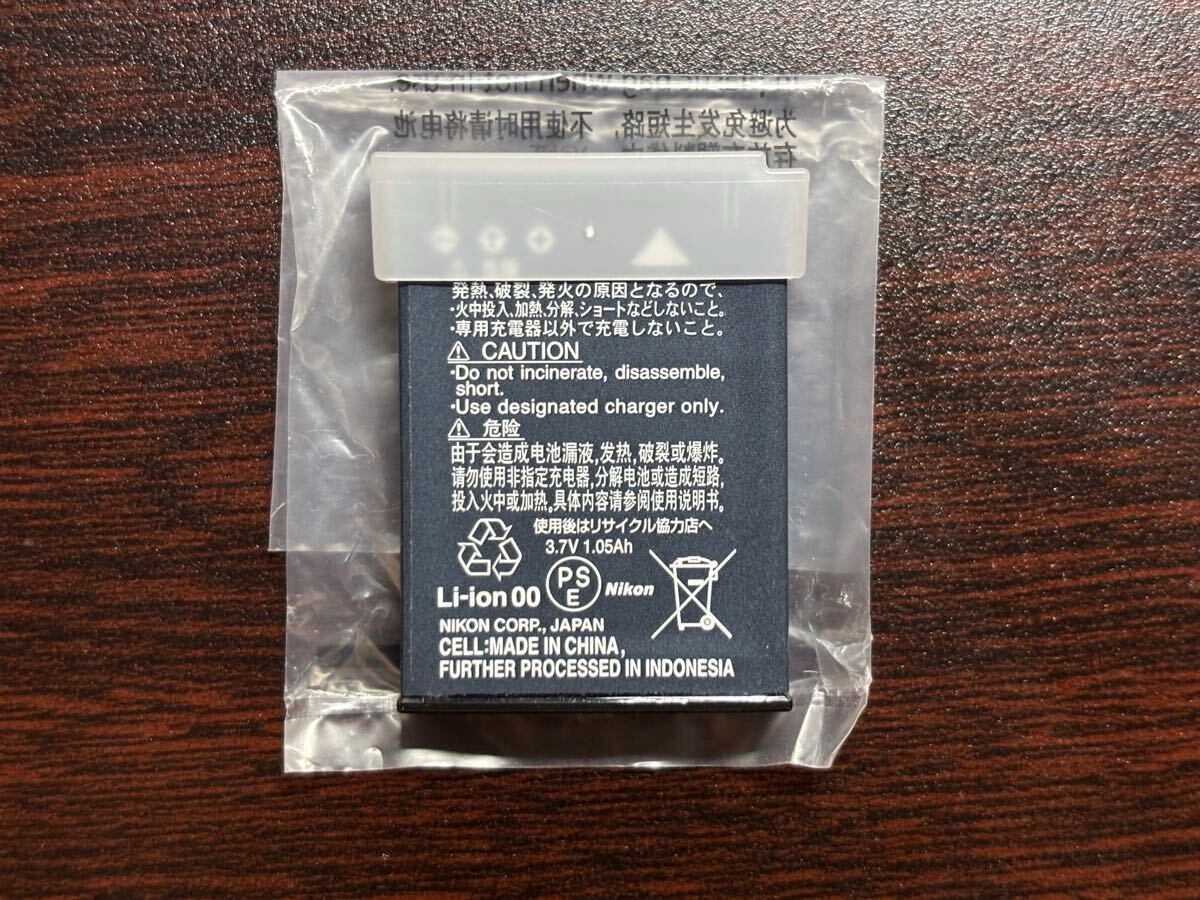 in plastic bag when not in use.
为避免发生短路，不使用时请将电池
発熱、破裂、発火の原因となるので、
・火中投入、加熱、分解、ショートなどしないこと。
・専用充電器以外で充電しないこと。
⚠ CAUTION
・Do not incinerate, disassemble,
short.
・Use designated charger only.
⚠ 危险
由于会造成电池漏液,发热,破裂或爆炸。
请勿使用非指定充电器,分解电池或造成短路,
投入火中或加热。具体内容请参阅使用说明书。
使用後はリサイクル協力店へ
3.7V 1.05Ah
Li-ion 00
PS
E
Nikon
NIKON CORP., JAPAN
CELL:MADE IN CHINA,
FURTHER PROCESSED IN INDONESIA